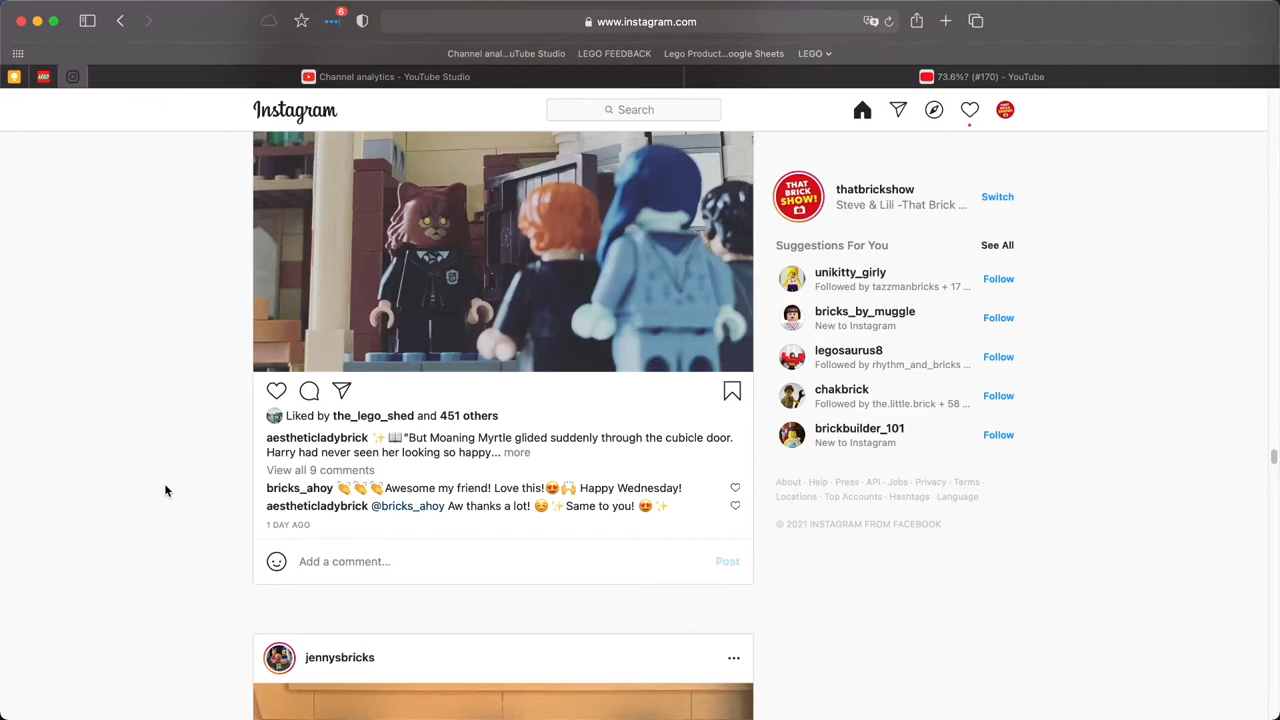 6
www.instagram.com
Channel anal...uTube Studio
LEGO FEEDBACK
Lego Product...oogle Sheets
LEGO
LEGO
Channel analytics – YouTube Studio
73.6%? (#170) - YouTube
Instagram
Search
THAT BRICK SHOW!
thatbrickshow
Steve & Lili -That Brick ...
Switch
Suggestions For You
See All
unikitty_girly
Followed by tazzmanbricks + 17 ...
Follow
bricks_by_muggle
New to Instagram
Follow
legosaurus8
Followed by rhythm_and_bricks ...
Follow
chakbrick
Followed by the.little.brick + 58 ...
Follow
brickbuilder_101
New to Instagram
Follow
About · Help · Press · API · Jobs · Privacy · Terms ·
Locations · Top Accounts · Hashtags · Language
© 2021 INSTAGRAM FROM FACEBOOK
Liked by the_lego_shed and 451 others
aestheticladybrick ✨ 📖"But Moaning Myrtle glided suddenly through the cubicle door.
Harry had never seen her looking so happy... more
View all 9 comments
bricks_ahoy 👏👏👏Awesome my friend! Love this!😍🙌 Happy Wednesday!
aestheticladybrick @bricks_ahoy Aw thanks a lot! ☺️✨Same to you! 😍✨
1 DAY AGO
Add a comment...
Post
jennysbricks